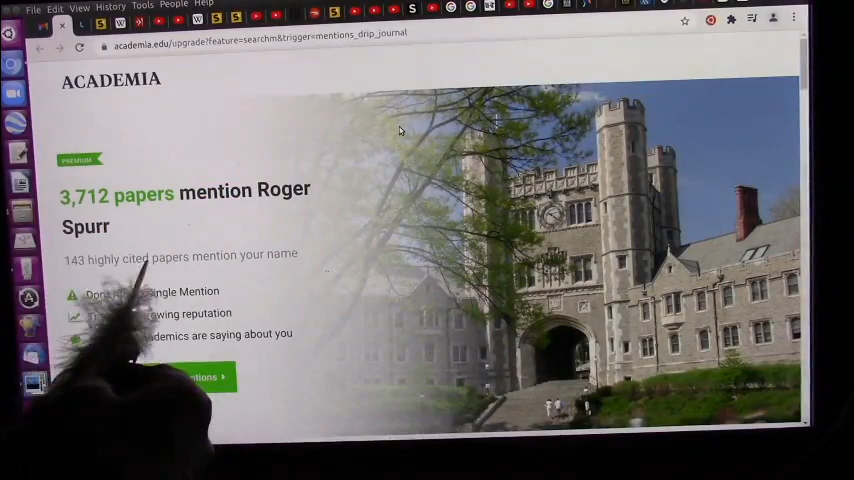 File Edit View History Tools People Help
academia.edu/upgrade?feature=searchm&trigger=mentions_drip_journal
ACADEMIA
PREMIUM
3,712 papers mention Roger
Spurr
143 highly cited papers mention your name
single Mention
reputation
academics are saying about you